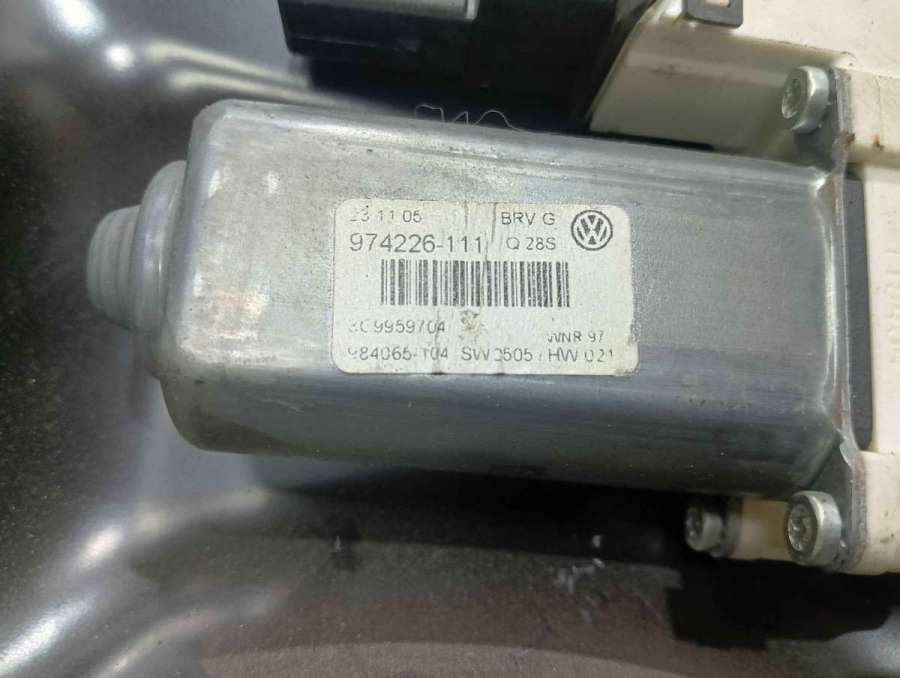 23 11 05 BRV G
974226-111 Q 28S
3C9959704
WNR 97
984065-104 SW0505 / HW 021